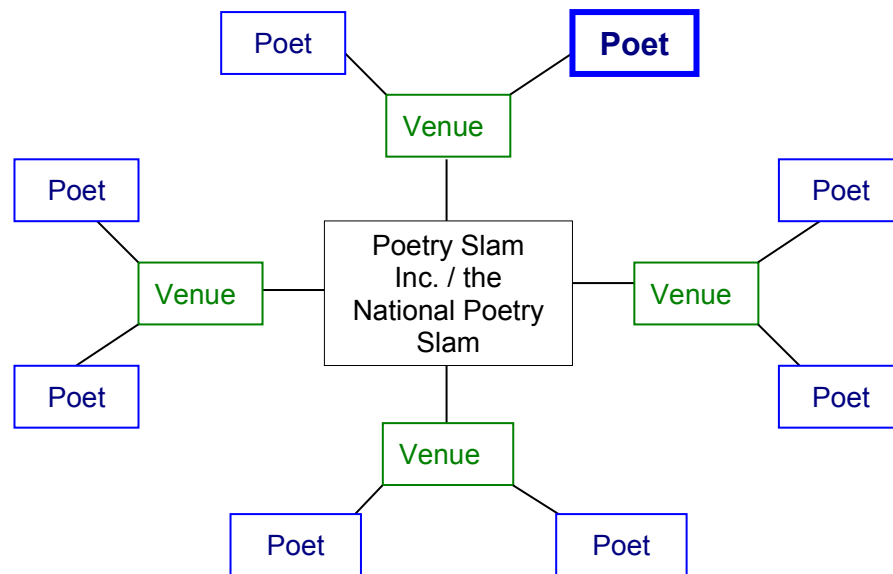 Poet
Poet
Venue
Poet
Poet
Poetry Slam
Inc. / the
National Poetry
Slam
Venue
Venue
Poet
Poet
Venue
Poet
Poet